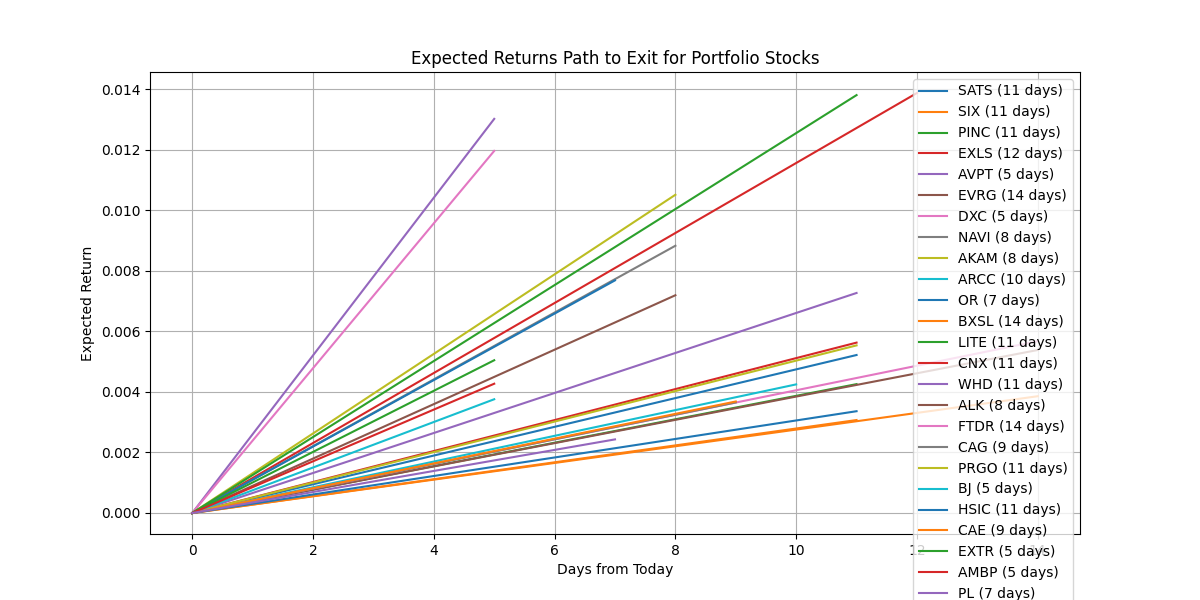 Expected Returns Path to Exit for Portfolio Stocks
0.014
0.012
0.010
0.008
0.006
0.004
0.002
0.000
Expected Return
0
2
4
6
8
10
12
14
Days from Today
SATS (11 days)
SIX (11 days)
PINC (11 days)
EXLS (12 days)
AVPT (5 days)
EVRG (14 days)
DXC (5 days)
NAVI (8 days)
AKAM (8 days)
ARCC (10 days)
OR (7 days)
BXSL (14 days)
LITE (11 days)
CNX (11 days)
WHD (11 days)
ALK (8 days)
FTDR (14 days)
CAG (9 days)
PRGO (11 days)
BJ (5 days)
HSIC (11 days)
CAE (9 days)
EXTR (5 days)
AMBP (5 days)
PL (7 days)